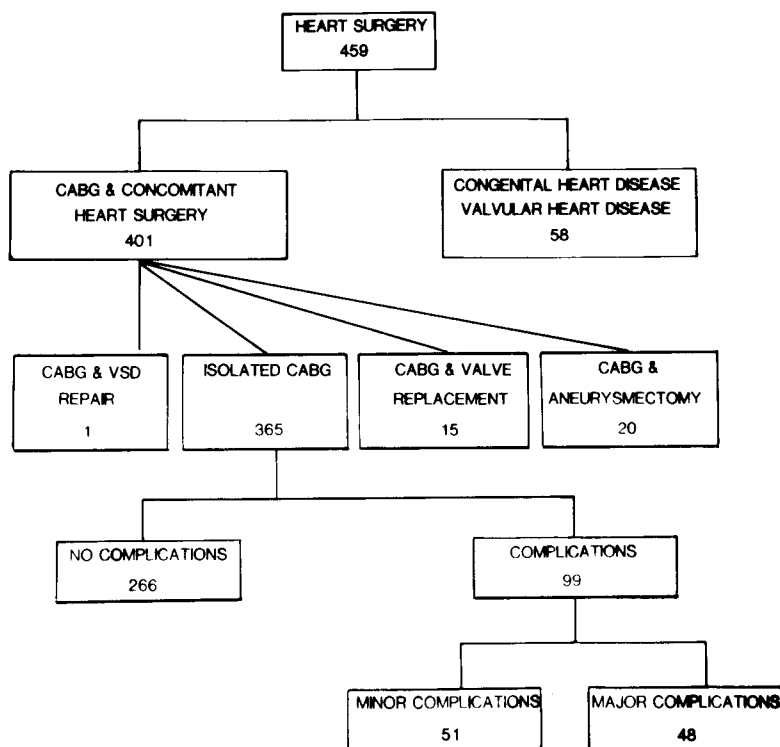 HEART SURGERY
459
CABG & CONCOMITANT
HEART SURGERY
401
CONGENITAL HEART DISEASE
VALVULAR HEART DISEASE
58
CABG & VSD
REPAIR
1
ISOLATED CABG
365
CABG & VALVE
REPLACEMENT
15
CABG &
ANEURYSMECTOMY
20
NO COMPLICATIONS
266
COMPLICATIONS
99
MINOR COMPLICATIONS
51
MAJOR COMPLICATIONS
48